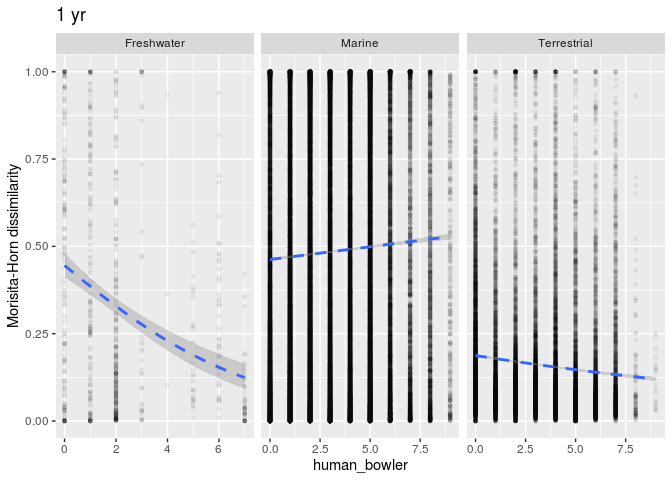 1 yr
Freshwater Marine Terrestrial
1.00
0.75
0.50
0.25
0.00
Morisita-Horn dissimilarity
0 2 4 6 0.0 2.5 5.0 7.5 0.0 2.5 5.0 7.5
human_bowler